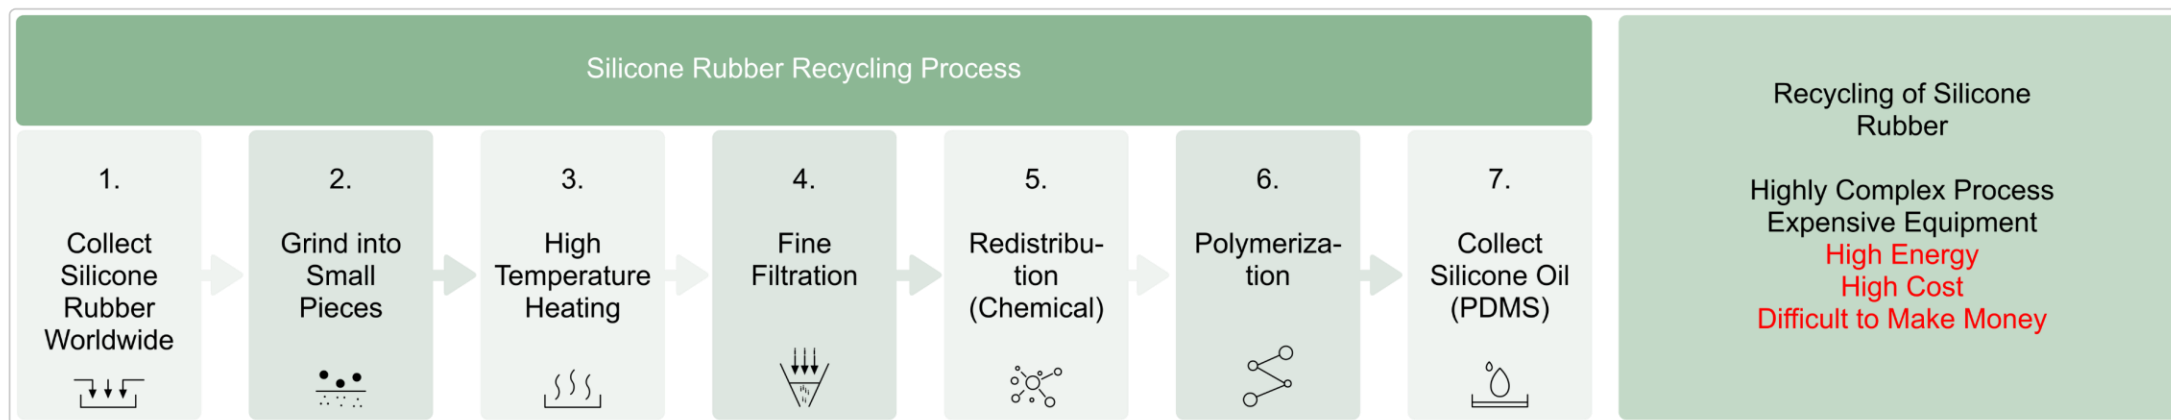 Silicone Rubber Recycling Process
1.
Collect
Silicone
Rubber
Worldwide
2.
Grind into
Small
Pieces
3.
High
Temperature
Heating
4.
Fine
Filtration
5.
Redistribu-
tion
(Chemical)
6.
Polymeriza-
tion
7.
Collect
Silicone Oil
(PDMS)
Recycling of Silicone
Rubber
Highly Complex Process
Expensive Equipment
High Energy
High Cost
Difficult to Make Money